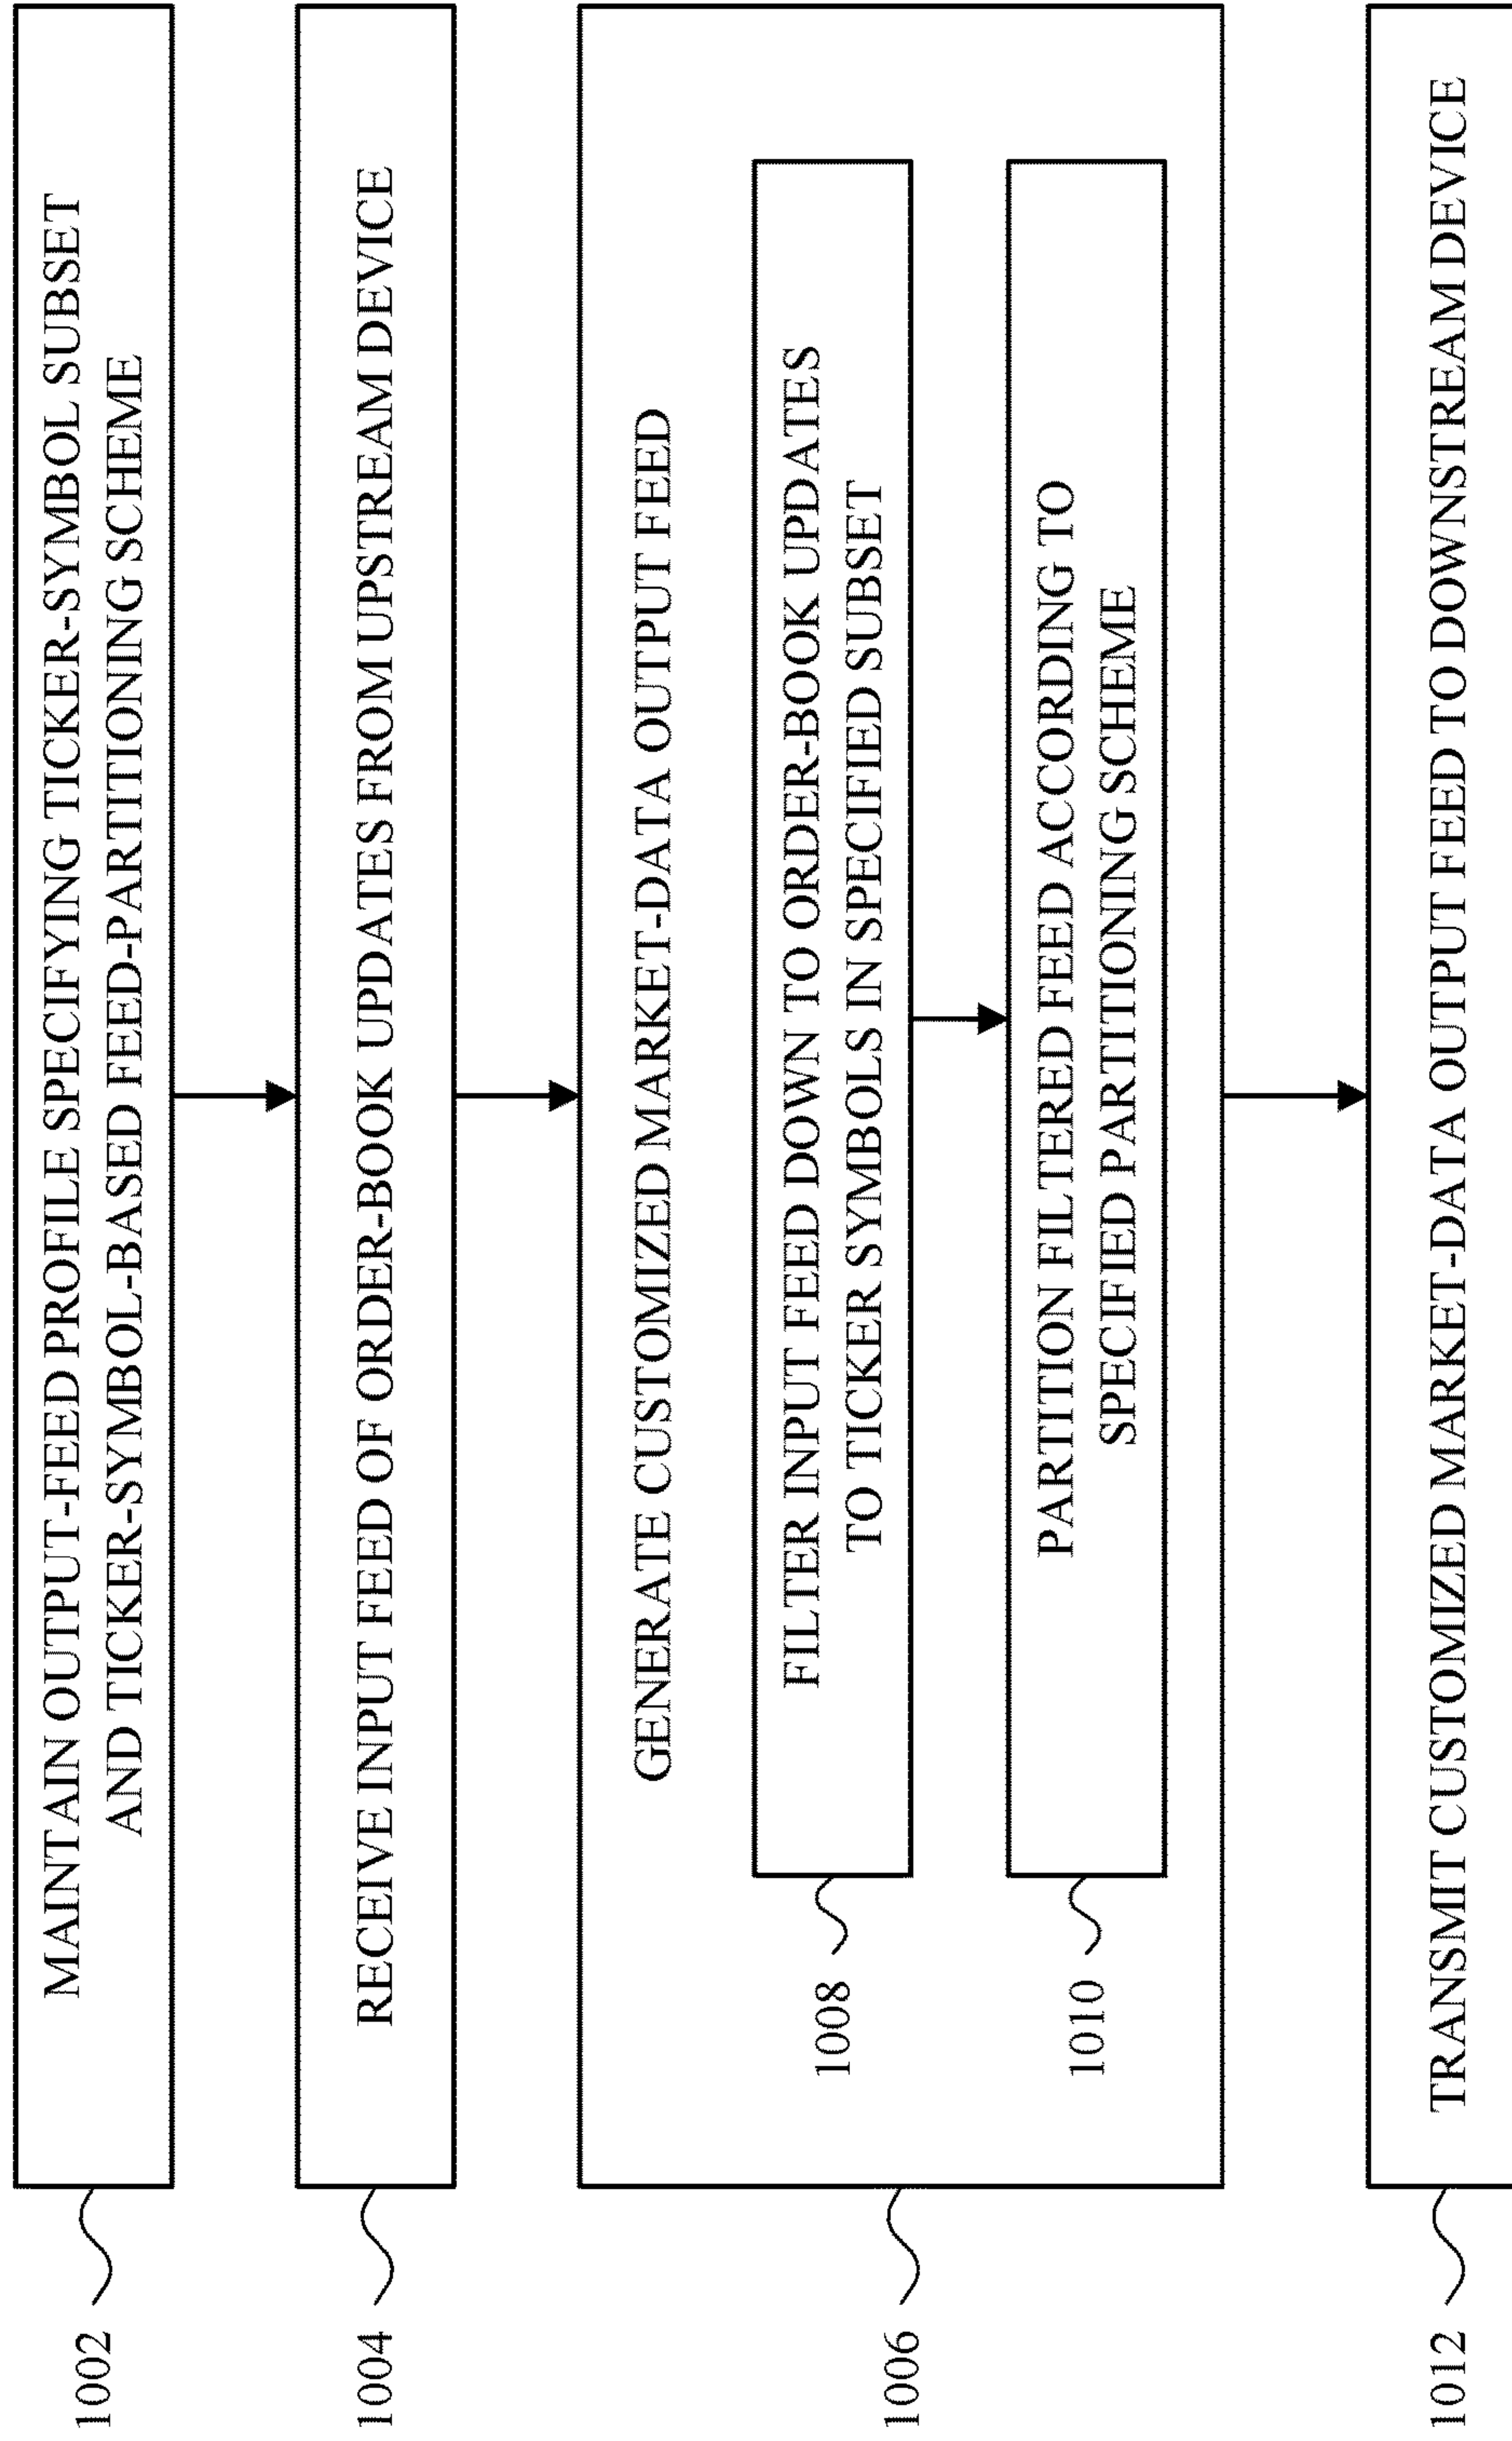 1002
MAINTAIN OUTPUT-FEED PROFILE SPECIFYING TICKER-SYMBOL SUBSET
AND TICKER-SYMBOL-BASED FEED-PARTITIONING SCHEME
1004
RECEIVE INPUT FEED OF ORDER-BOOK UPDATES FROM UPSTREAM DEVICE
1006
GENERATE CUSTOMIZED MARKET-DATA OUTPUT FEED
1008
FILTER INPUT FEED DOWN TO ORDER-BOOK UPDATES
TO TICKER SYMBOLS IN SPECIFIED SUBSET
1010
PARTITION FILTERED FEED ACCORDING TO
SPECIFIED PARTITIONING SCHEME
1012
TRANSMIT CUSTOMIZED MARKET-DATA OUTPUT FEED TO DOWNSTREAM DEVICE